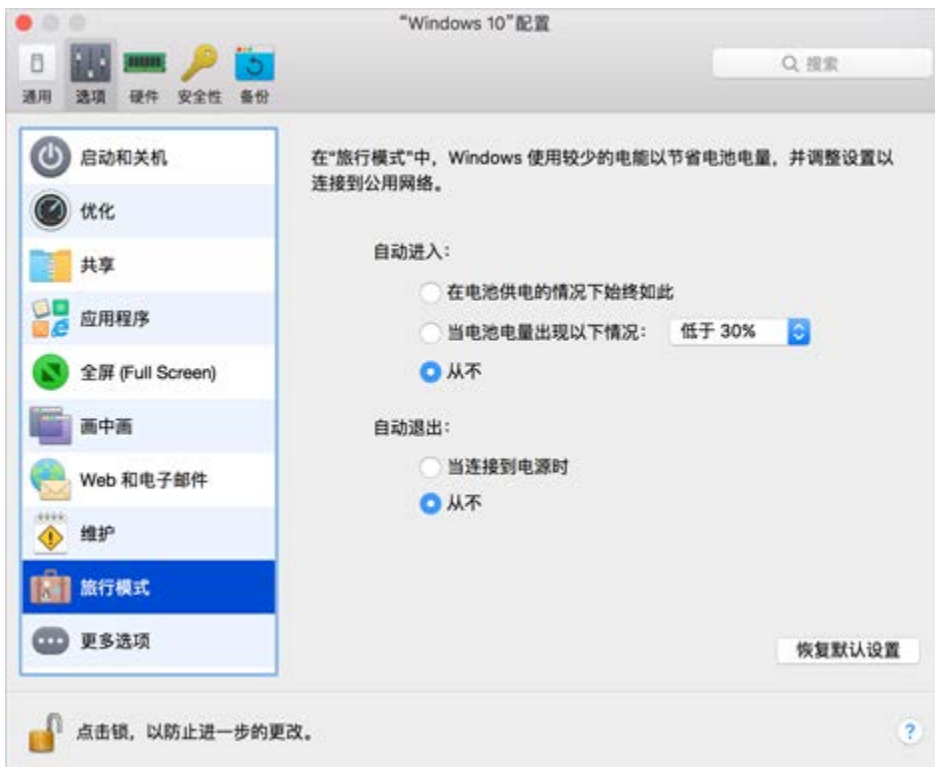 “Windows 10”配置
通用 选项 硬件 安全性 备份
搜索
启动和关机
优化
共享
应用程序
全屏 (Full Screen)
画中画
Web 和电子邮件
维护
旅行模式
更多选项
在“旅行模式”中，Windows 使用较少的电能以节省电池电量，并调整设置以
连接到公用网络。
自动进入：
在电池供电的情况下始终如此
当电池电量出现以下情况： 低于 30%
从不
自动退出：
当连接到电源时
从不
恢复默认设置
点击锁，以防止进一步的更改。
?